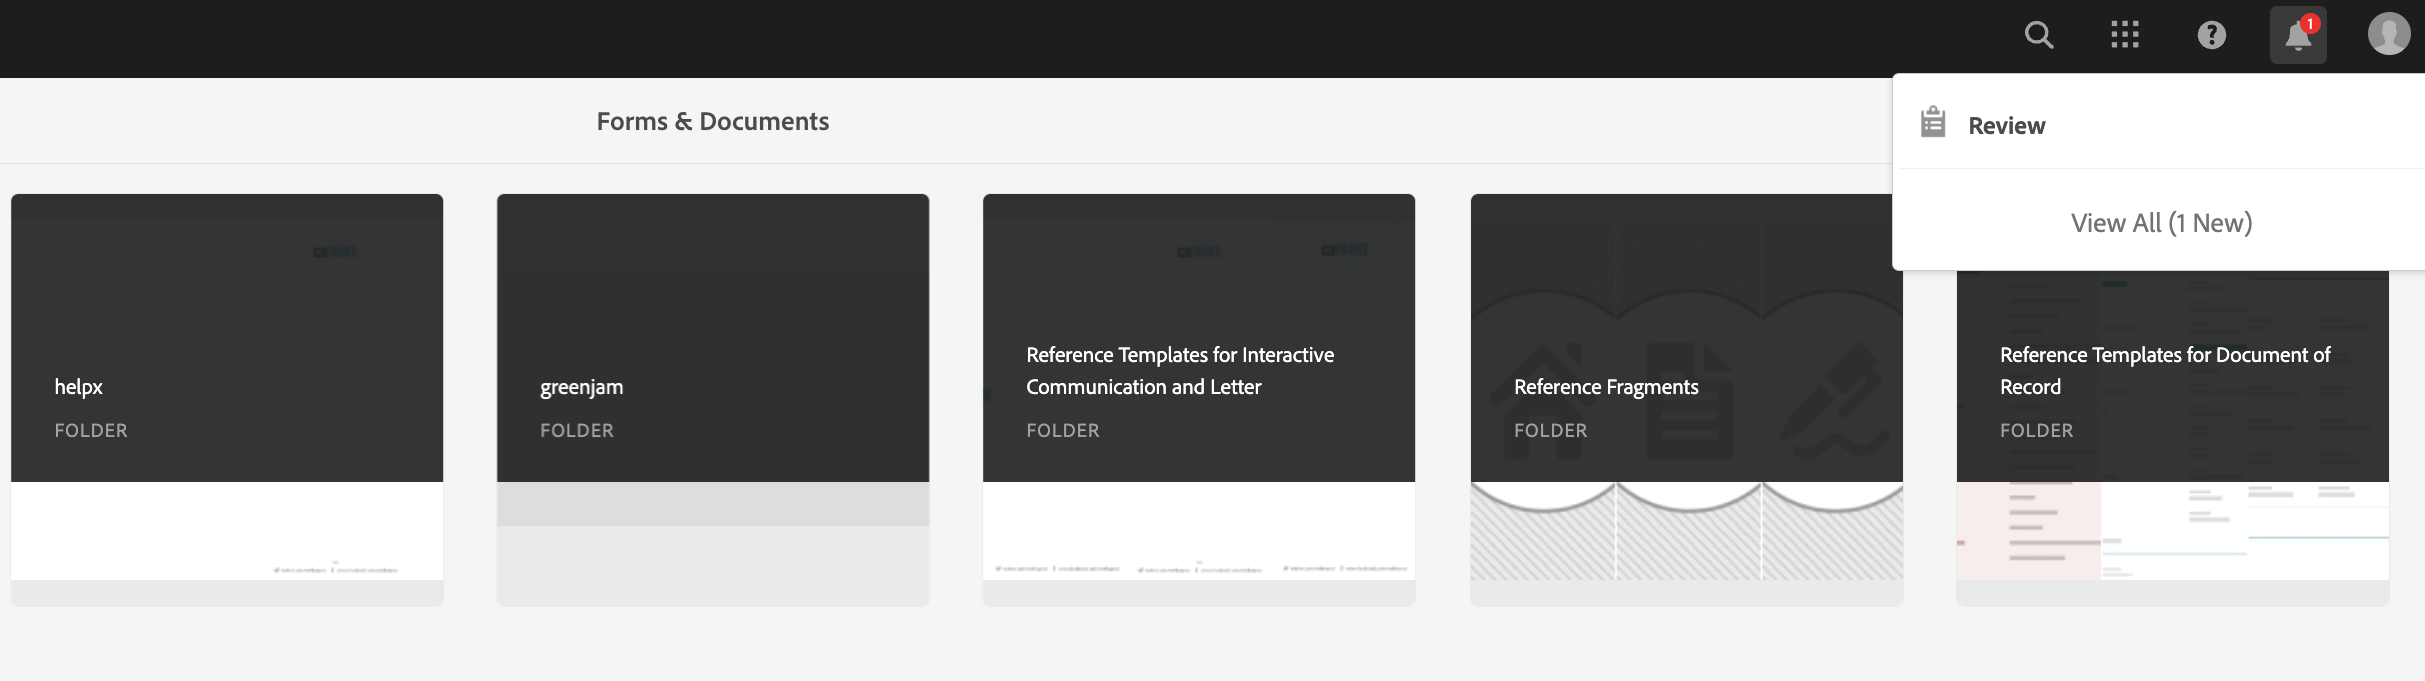 1
Forms & Documents
Review
View All (1 New)
helpx
FOLDER
greenjam
FOLDER
Reference Templates for Interactive
Communication and Letter
FOLDER
Reference Fragments
FOLDER
Reference Templates for Document of
Record
FOLDER